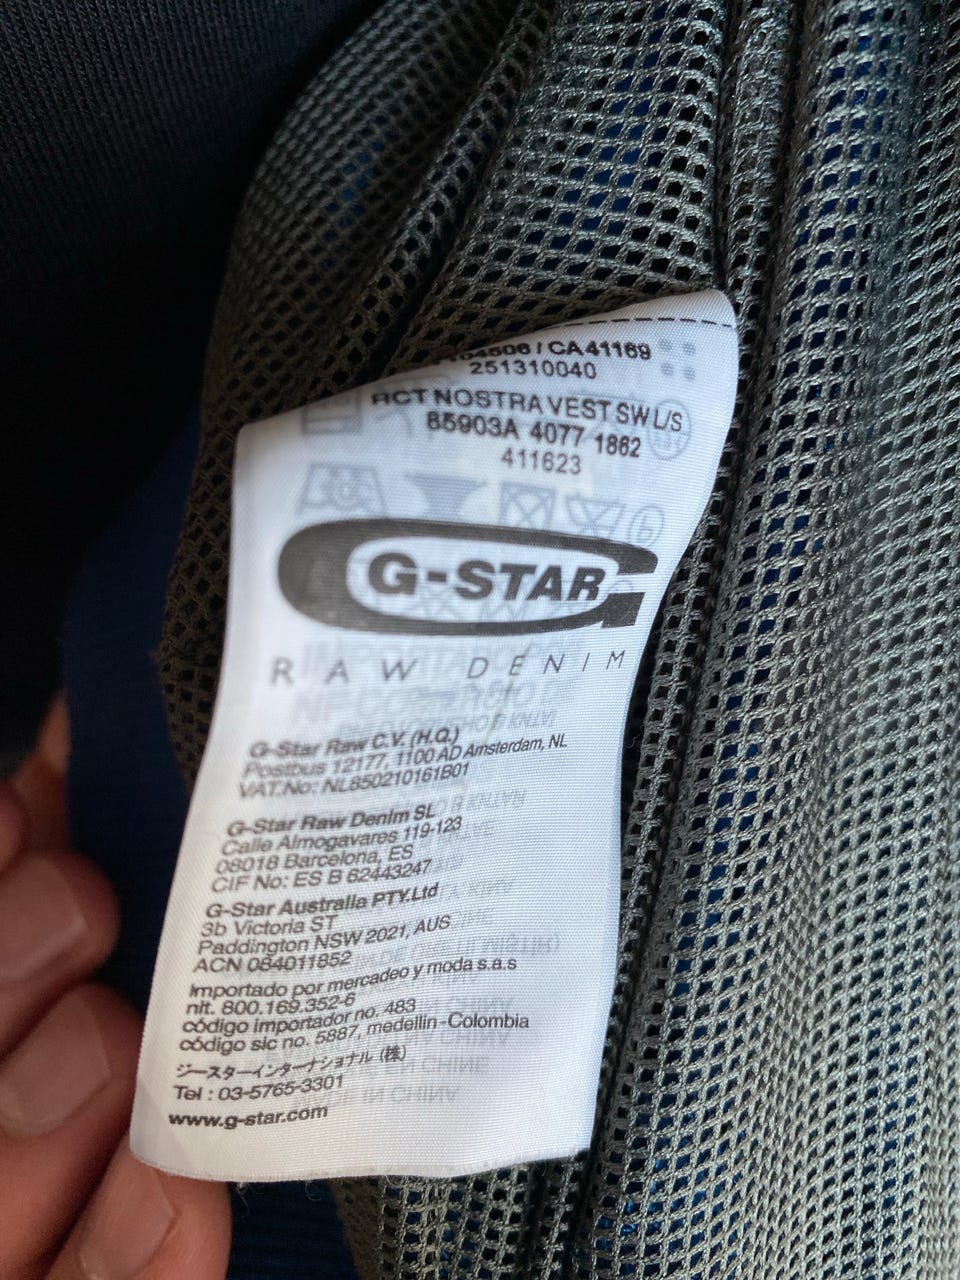 04506 / CA41169
251310040
RCT NOSTRA VEST SW L/S
85903A 4077 1862
411623
G-STAR
RAW DENIM
G-Star Raw C.V. (H.Q.)
Postbus 12177, 1100 AD Amsterdam, NL
VAT.No: NL850210161B01
G-Star Raw Denim SL
Calle Almogavares 119-123
08018 Barcelona, ES
CIF No: ES B 62443247
G-Star Australia PTY.Ltd
3b Victoria ST
Paddington NSW 2021, AUS
ACN 084011852
Importado por mercadeo y moda s.a.s
nit. 800.169.352-6
código importador no. 483
código sic no. 5887, medellin-Colombia
ジースターインターナショナル (株)
Tel : 03-5765-3301
www.g-star.com